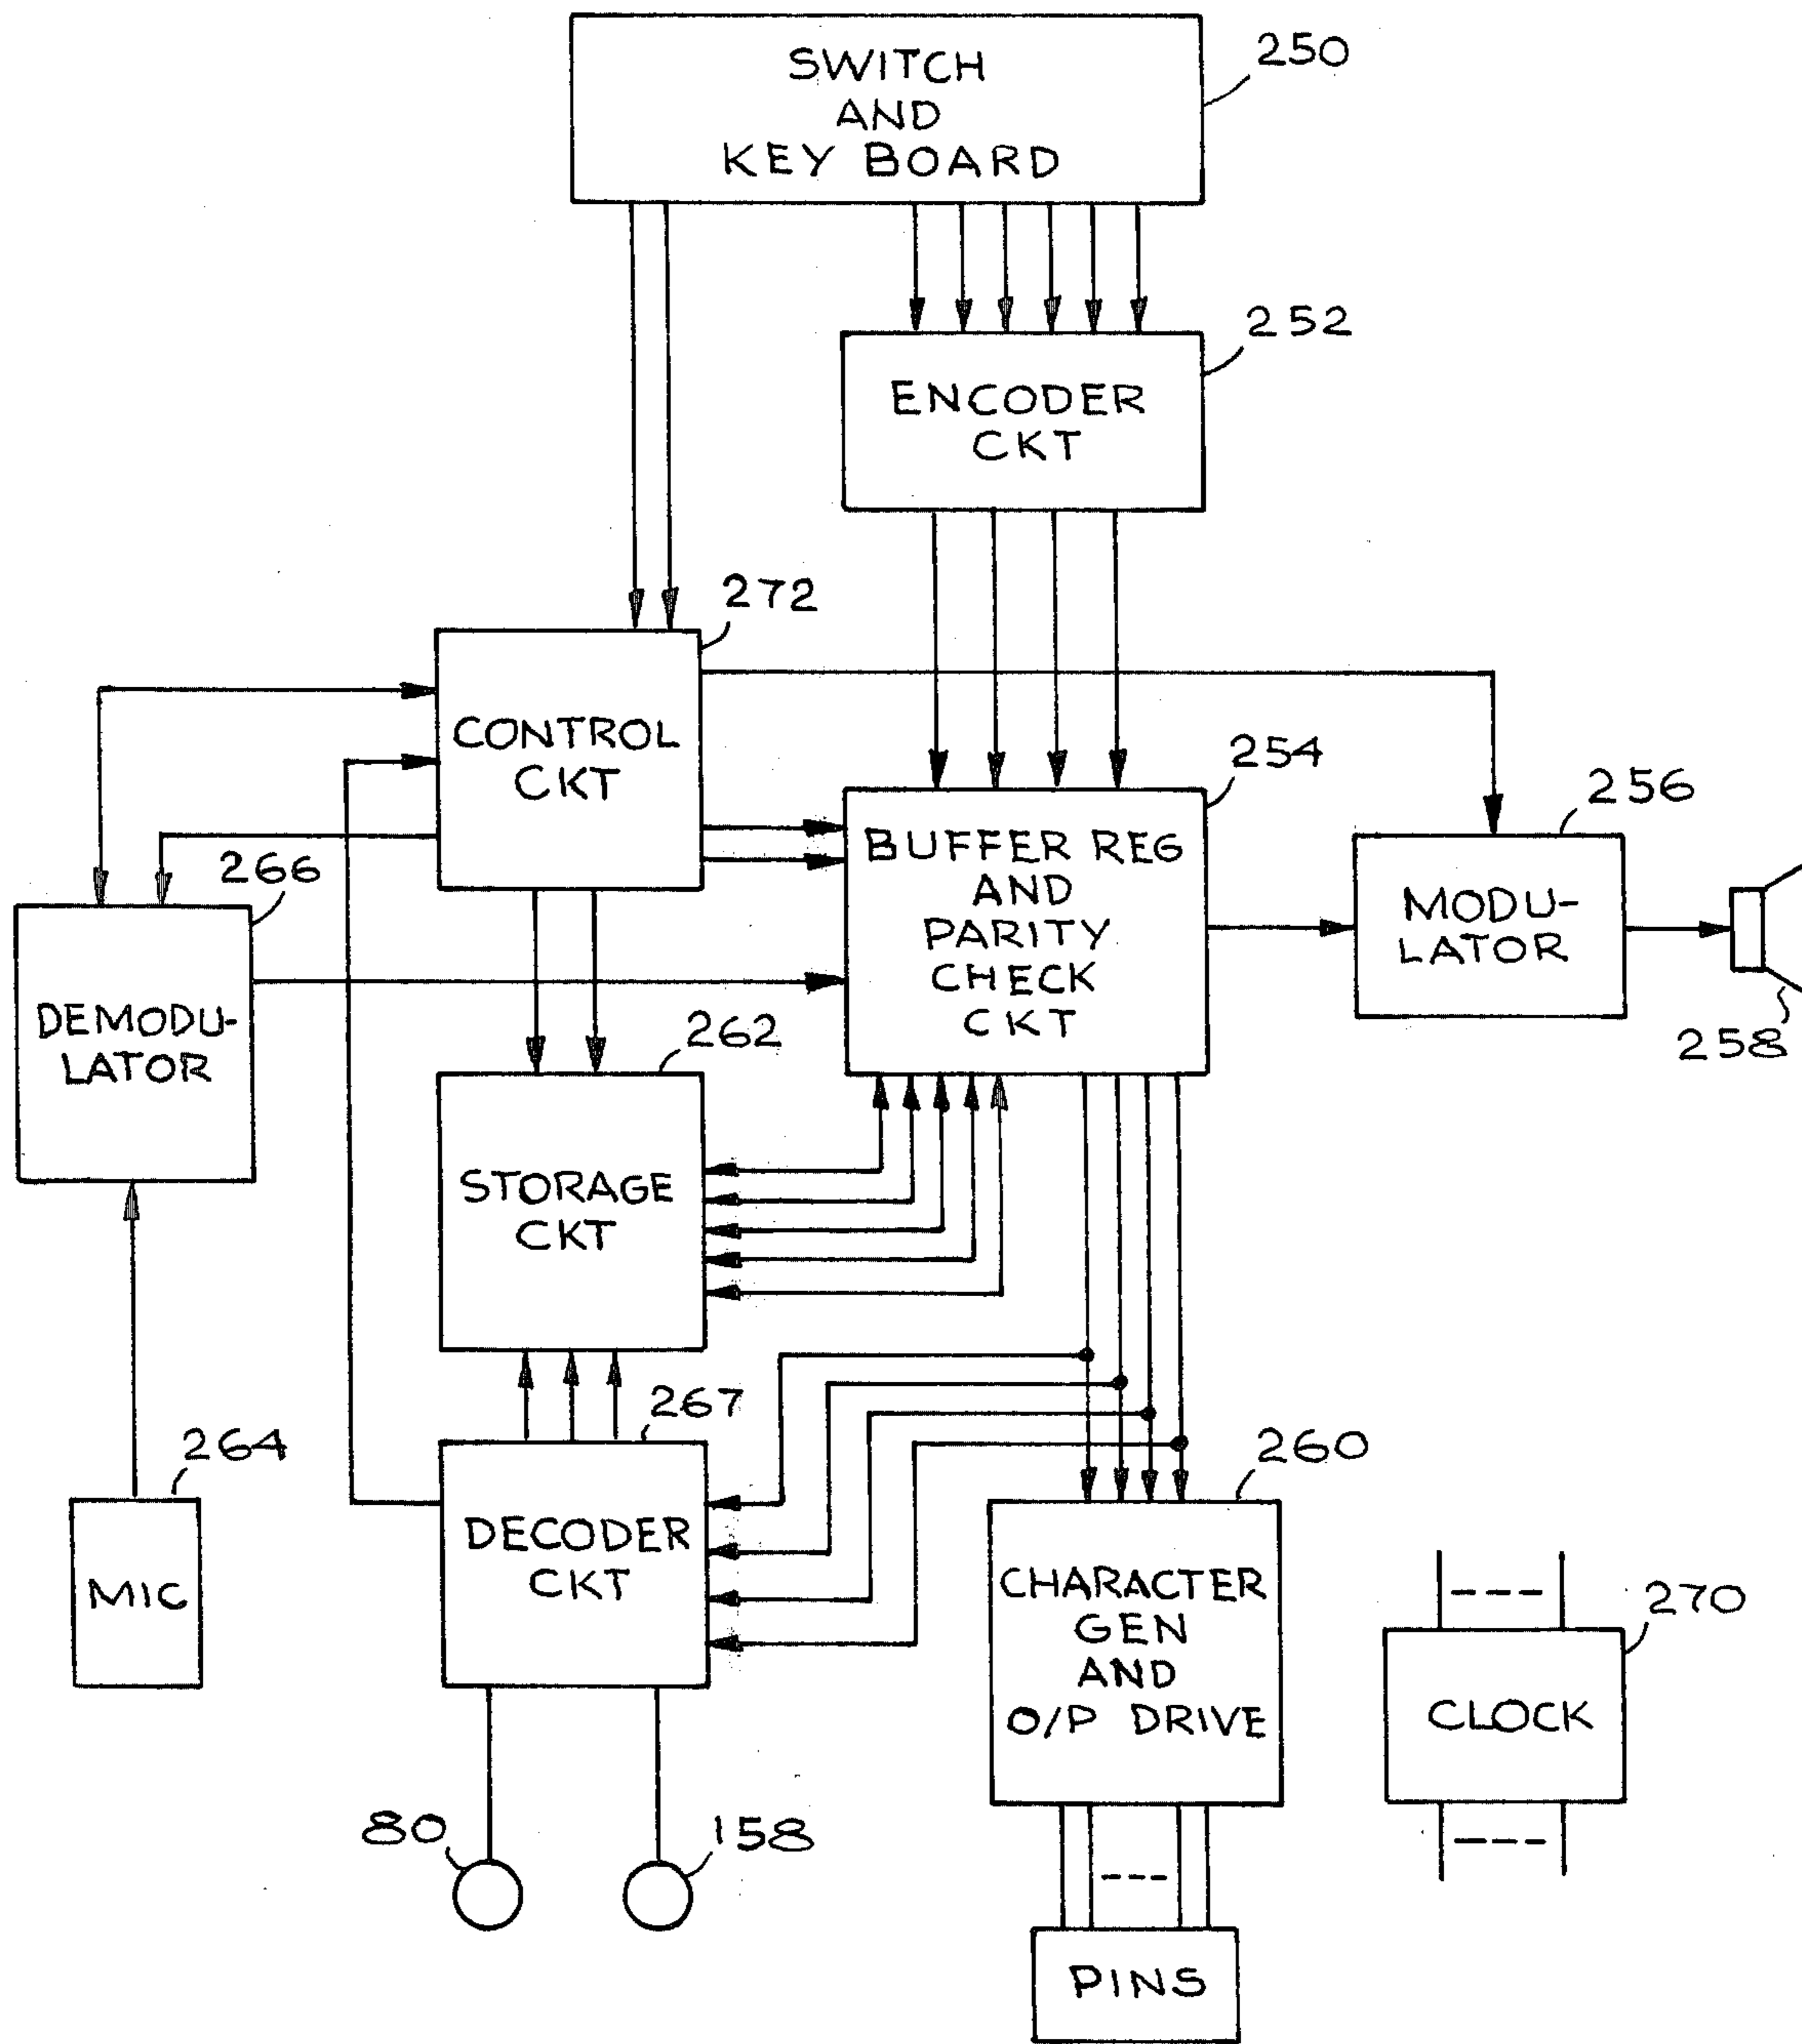 SWITCH
AND
KEY BOARD
250
252
ENCODER
CKT
272
CONTROL
CKT
254
BUFFER REG
AND
PARITY
CHECK
CKT
256
MODU-
LATOR
258
266
DEMODU-
LATOR
262
STORAGE
CKT
264
MIC
267
DECODER
CKT
260
CHARACTER
GEN
AND
O/P DRIVE
270
CLOCK
80
158
PINS